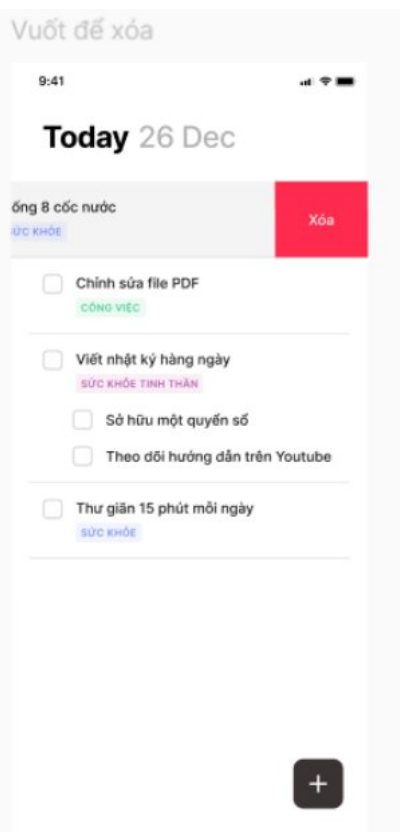 Vuốt để xóa
9:41
Today 26 Dec
ống 8 cốc nước
Xóa
ỨC KHỎE
Chỉnh sửa file PDF
CÔNG VIỆC
Viết nhật ký hàng ngày
SỨC KHỎE TINH THẦN
Sở hữu một quyển sổ
Theo dõi hướng dẫn trên Youtube
Thư giãn 15 phút mỗi ngày
SỨC KHỎE
+